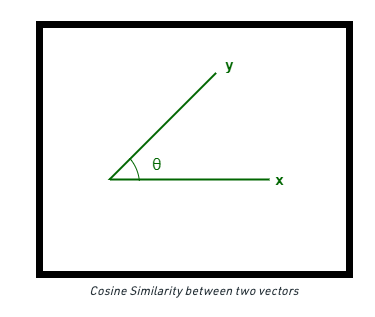 y
θ
x
Cosine Similarity between two vectors